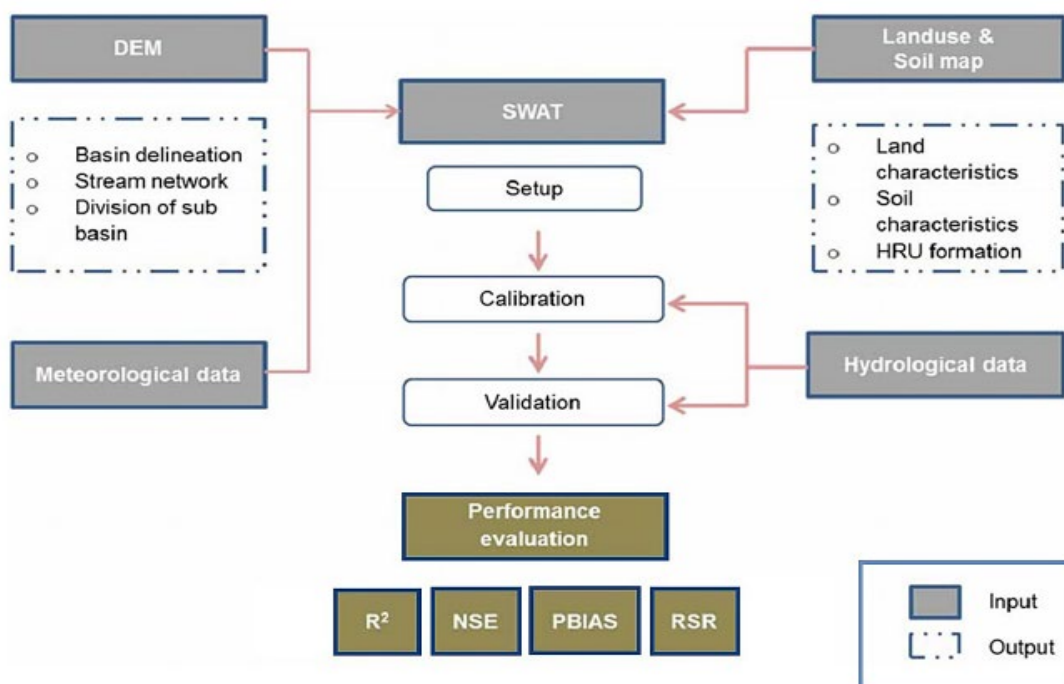 DEM
Landuse &
Soil map
SWAT
o Basin delineation
o Stream network
o Division of sub
basin
o Land
characteristics
o Soil
characteristics
o HRU formation
Setup
Calibration
Meteorological data
Hydrological data
Validation
Performance
evaluation
R²
NSE
PBIAS
RSR
Input
Output